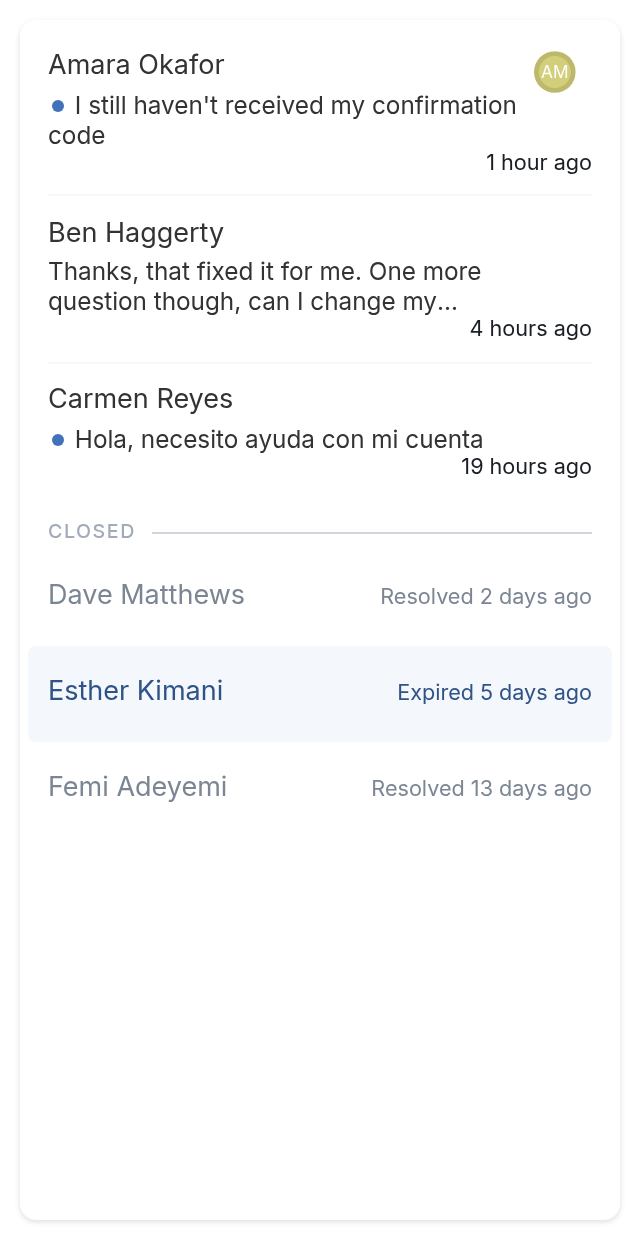 Amara Okafor
AM
I still haven't received my confirmation
code
1 hour ago
Ben Haggerty
Thanks, that fixed it for me. One more
question though, can I change my...
4 hours ago
Carmen Reyes
Hola, necesito ayuda con mi cuenta
19 hours ago
CLOSED
Dave Matthews
Resolved 2 days ago
Esther Kimani
Expired 5 days ago
Femi Adeyemi
Resolved 13 days ago